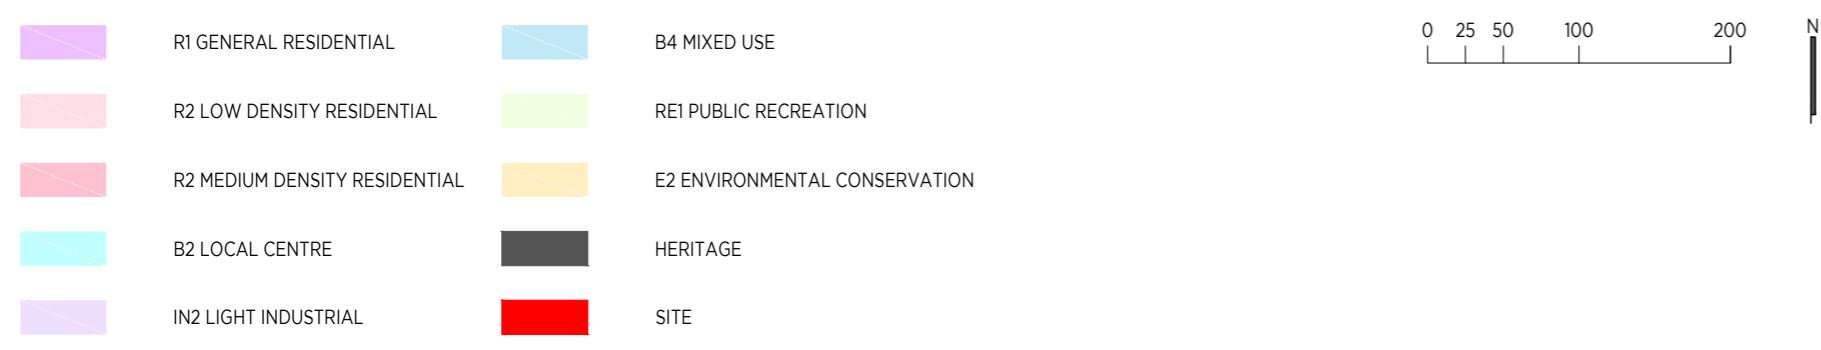 R1 GENERAL RESIDENTIAL
R2 LOW DENSITY RESIDENTIAL
R2 MEDIUM DENSITY RESIDENTIAL
B2 LOCAL CENTRE
IN2 LIGHT INDUSTRIAL
B4 MIXED USE
RE1 PUBLIC RECREATION
E2 ENVIRONMENTAL CONSERVATION
HERITAGE
SITE
0 25 50 100 200
N